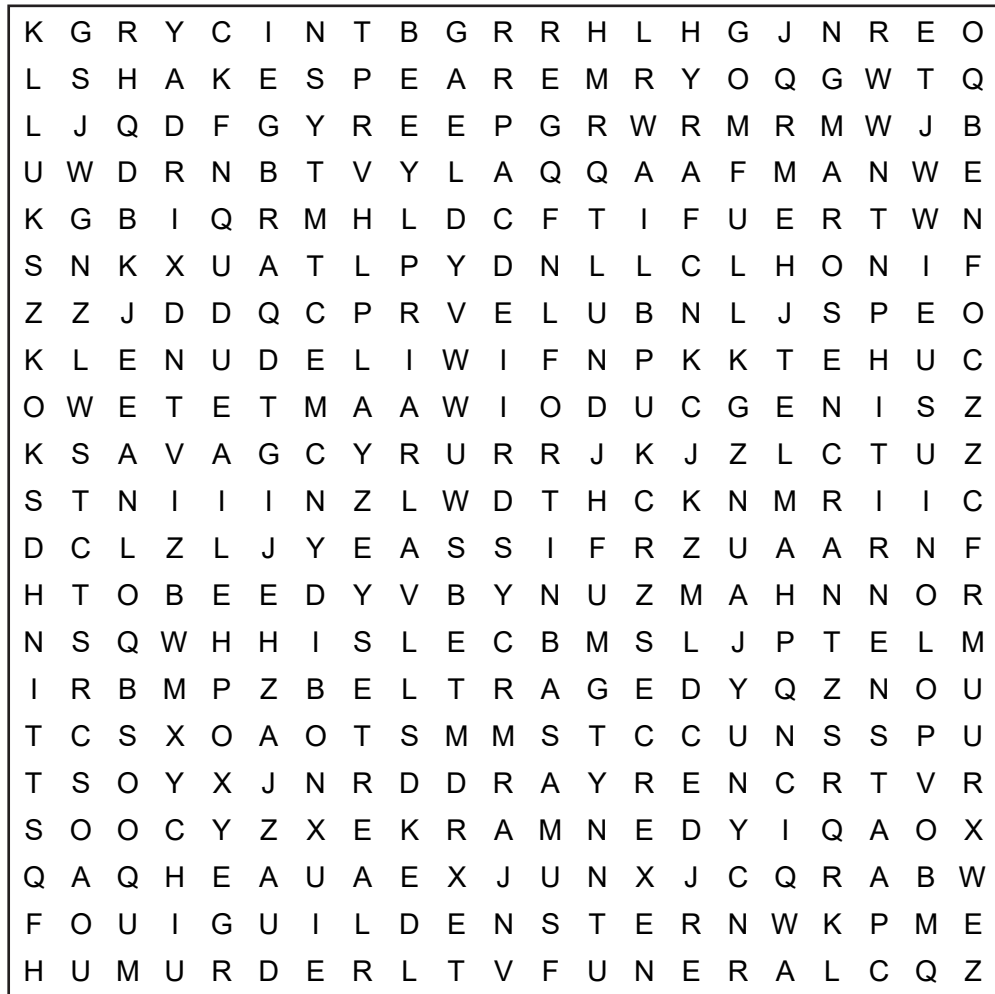 K G R Y C I N T B G R R H L H G J N R E O
L S H A K E S P E A R E M R Y O Q G W T Q
L J Q D F G Y R E E P G R W R M R M W J B
U W D R N B T V Y L A Q Q A A F M A N W E
K G B I Q R M H L D C F T I F U E R T W N
S N K X U A T L P Y D N L L C L H O N I F
Z Z J D D Q C P R V E L U B N L J S P E O
K L E N U D E L I W I F N P K K T E H U C
O W E T E T M A A W I O D U C G E N I S Z
K S A V A G C Y R U R R J K J Z L C T U Z
S T N I I I N Z L W D T H C K N M R I I C
D C L Z L J Y E A S S I F R Z U A A R N F
H T O B E E D Y V B Y N U Z M A H N N O R
N S Q W H H I S L E C B M S L J P T E L M
I R B M P Z B E L T R A G E D Y Q Z N O U
T C S X O A O T S M M S T C C U N S S P U
T S O Y X J N R D D R A Y R E N C R T V R
S O O C Y Z X E K R A M N E D Y I Q A O X
Q A Q H E A U A E X J U N X J C Q R A B W
F O U I G U I L D E N S T E R N W K P M E
H U M U R D E R L T V F U N E R A L C Q Z